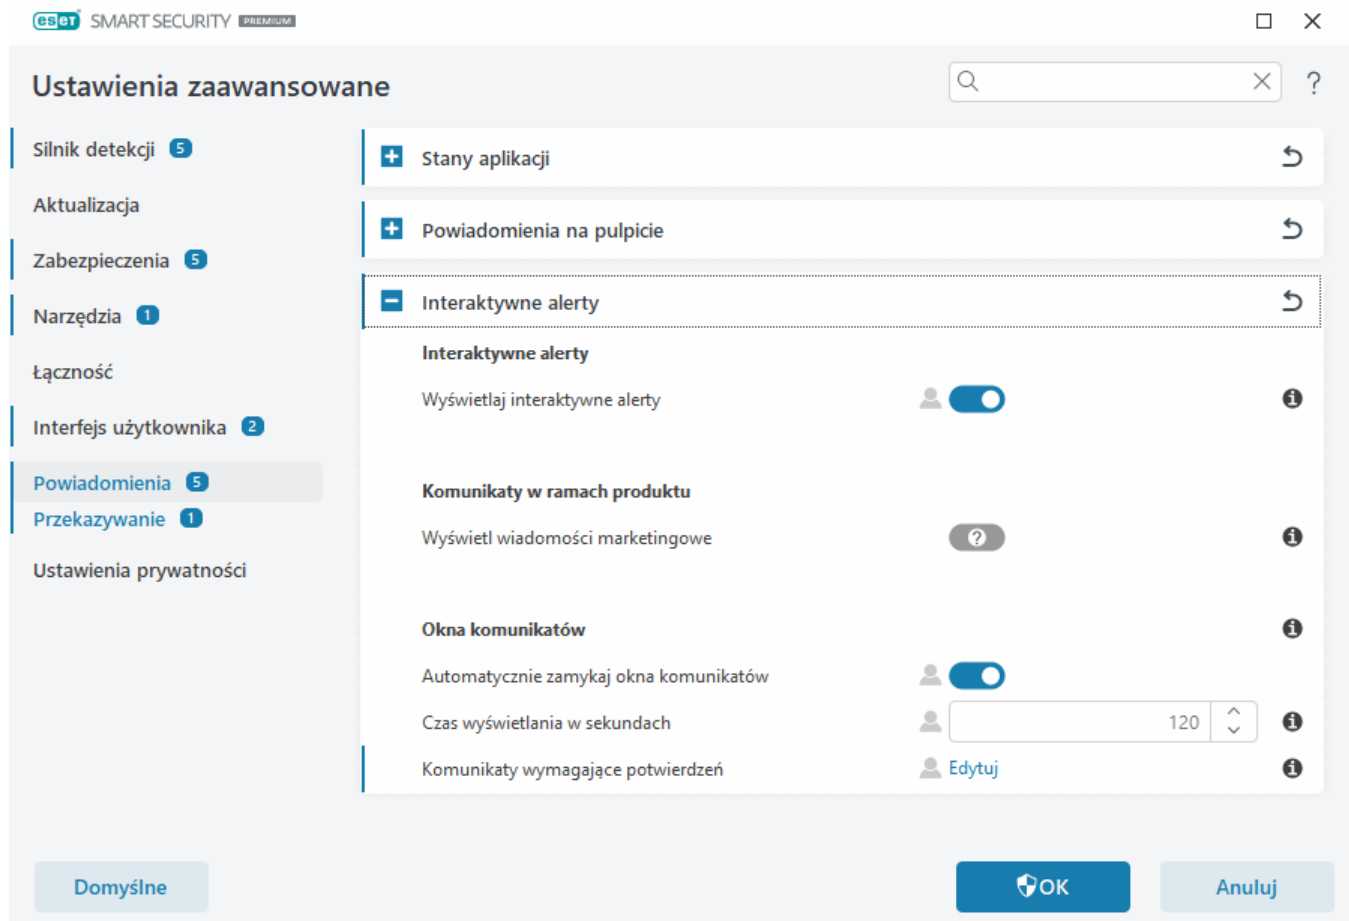 eset SMART SECURITY PREMIUM
Ustawienia zaawansowane
?
Silnik detekcji 5
Aktualizacja
Zabezpieczenia 5
Narzędzia 1
Łączność
Interfejs użytkownika 2
Powiadomienia 5
Przekazywanie 1
Ustawienia prywatności
Stany aplikacji
Powiadomienia na pulpicie
Interaktywne alerty
Interaktywne alerty
Wyświetlaj interaktywne alerty
Komunikaty w ramach produktu
Wyświetl wiadomości marketingowe
Okna komunikatów
Automatycznie zamykaj okna komunikatów
Czas wyświetlania w sekundach 120
Komunikaty wymagające potwierdzeń Edytuj
Domyślne OK Anuluj